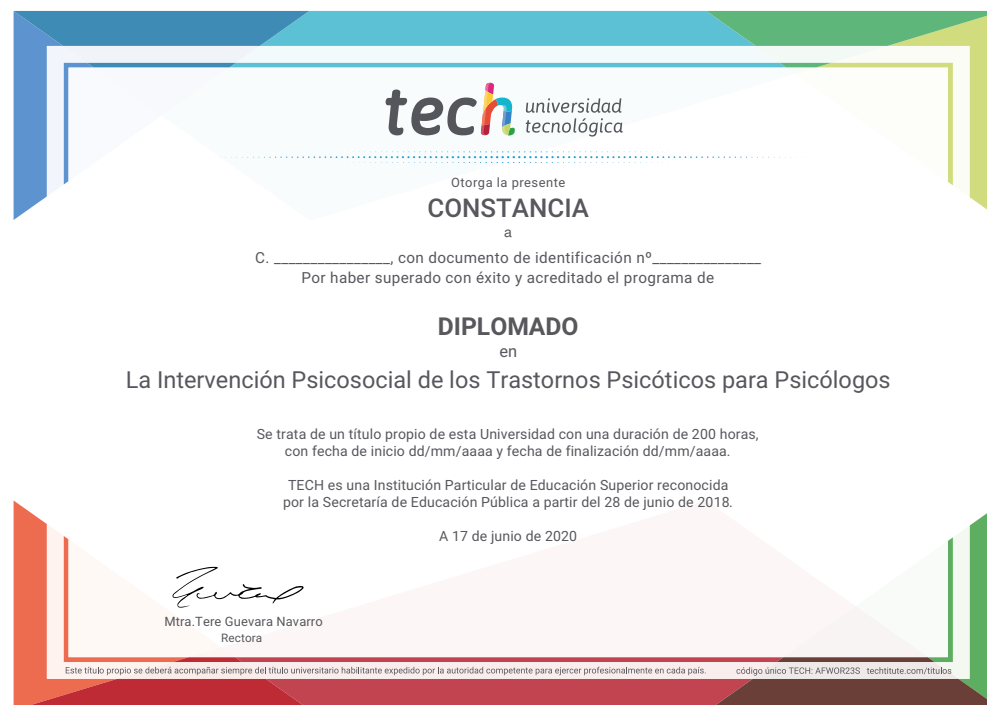 tech universidad
tecnológica
Otorga la presente
CONSTANCIA
a
C. ________________, con documento de identificación nº_______________
Por haber superado con éxito y acreditado el programa de
DIPLOMADO
en
La Intervención Psicosocial de los Trastornos Psicóticos para Psicólogos
Se trata de un título propio de esta Universidad con una duración de 200 horas,
con fecha de inicio dd/mm/aaaa y fecha de finalización dd/mm/aaaa.
TECH es una Institución Particular de Educación Superior reconocida
por la Secretaría de Educación Pública a partir del 28 de junio de 2018.
A 17 de junio de 2020
Mtra.Tere Guevara Navarro
Rectora
Este título propio se deberá acompañar siempre del título universitario habilitante expedido por la autoridad competente para ejercer profesionalmente en cada país. código único TECH: AFWOR23S techtitute.com/titulos